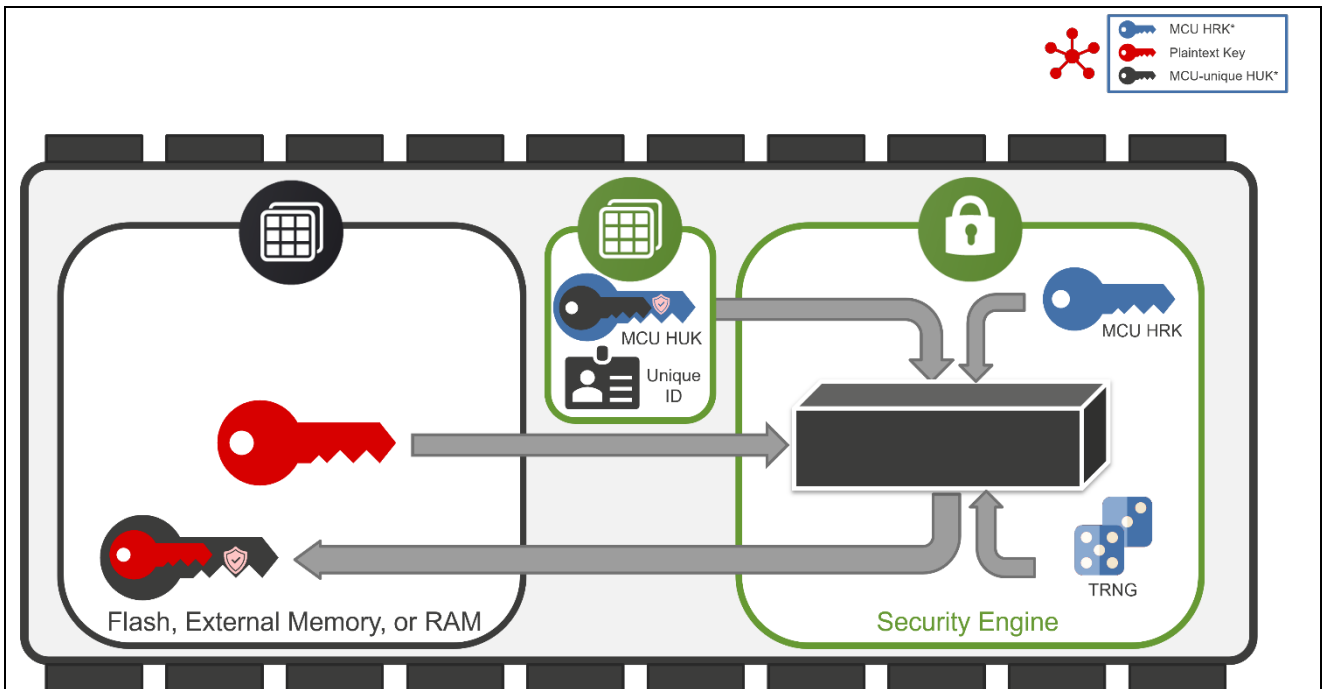 MCU HRK*
Plaintext Key
MCU-unique HUK*
MCU HUK
Unique
ID
MCU HRK
TRNG
Flash, External Memory, or RAM
Security Engine